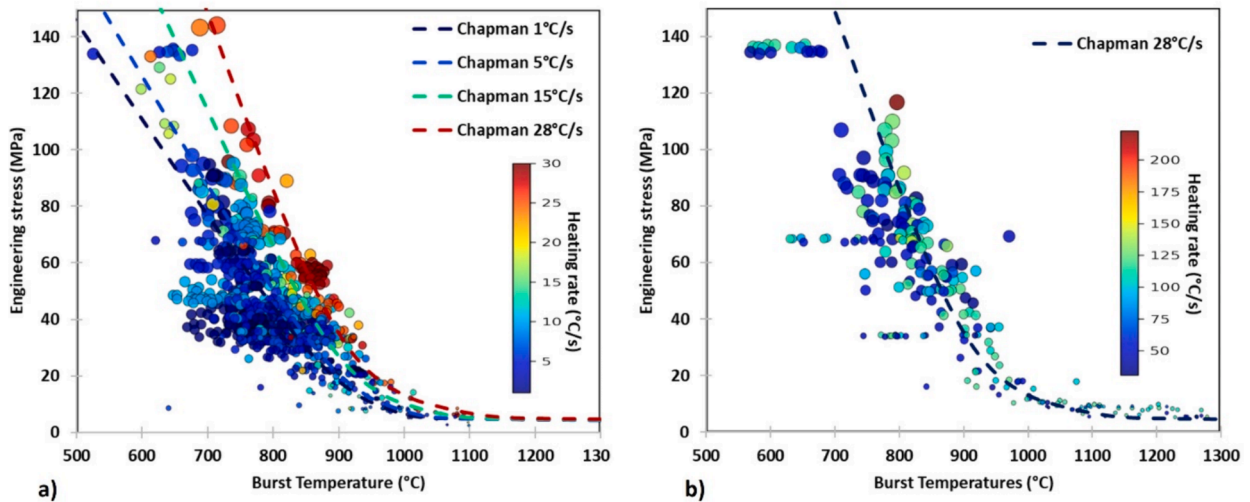 140
120
100
80
60
40
20
0
Engineering stress (MPa)
500 600 700 800 900 1000 1100 1200 1300
Burst Temperature (°C)
a)
Chapman 1°C/s
Chapman 5°C/s
Chapman 15°C/s
Chapman 28°C/s
30
25
20
15
10
5
Heating rate (°C/s)
140
120
100
80
60
40
20
0
Engineering stress (MPa)
500 600 700 800 900 1000 1100 1200 1300
Burst Temperatures (°C)
b)
Chapman 28°C/s
200
175
150
125
100
75
50
Heating rate (°C/s)